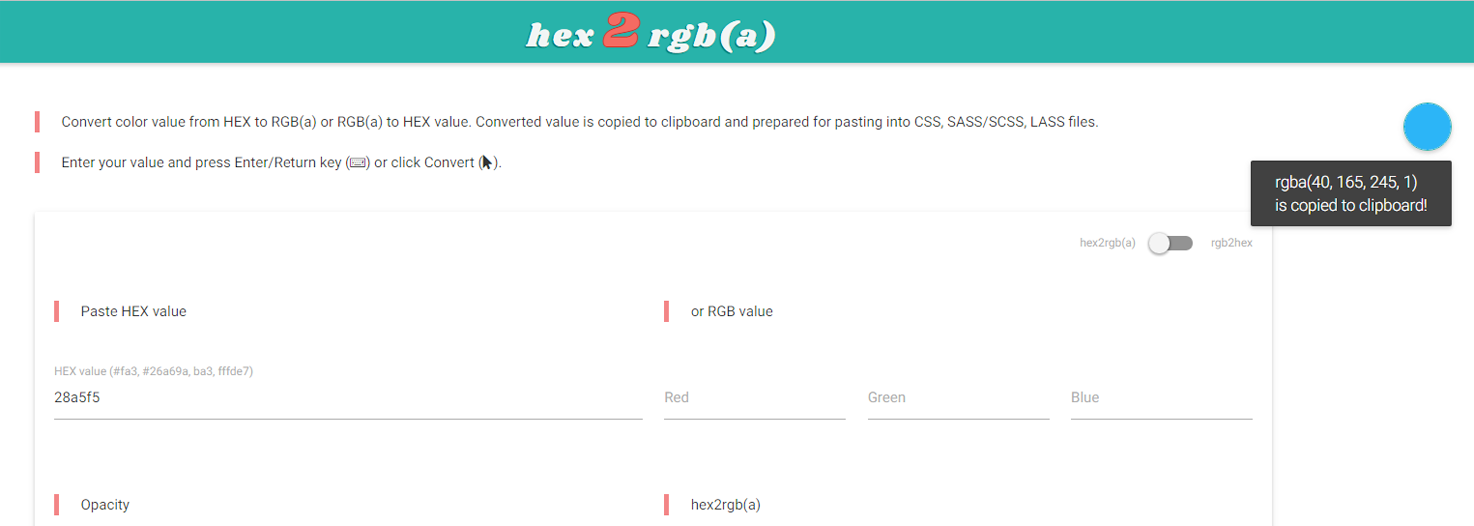 hex 2 rgb(a)
Convert color value from HEX to RGB(a) or RGB(a) to HEX value. Converted value is copied to clipboard and prepared for pasting into CSS, SASS/SCSS, LASS files.
Enter your value and press Enter/Return key (⌨) or click Convert ( ).
rgba(40, 165, 245, 1)
is copied to clipboard!
hex2rgb(a) rgb2hex
Paste HEX value or RGB value
HEX value (#fa3, #26a69a, ba3, fffde7)
28a5f5 Red Green Blue
Opacity hex2rgb(a)